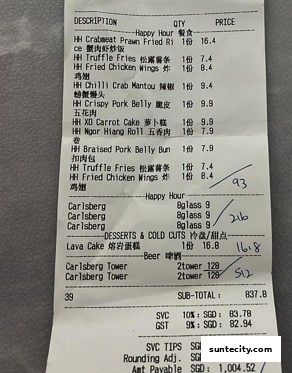 DESCRIPTION QTY PRICE
Happy Hour 餐食
HH Crabmeat Prawn Fried Ri 1份 16.4
ce 蟹肉虾炒饭
HH Truffle Fries 松露薯条 1份 7.4
HH Fried Chicken Wings 炸 1份 8.4
鸡翅
HH Chilli Crab Mantou 辣椒 1份 9.4
螃蟹馒头
HH Crispy Pork Belly 脆皮 1份 9.9
五花肉
HH XO Carrot Cake 萝卜糕 1份 9.9
HH Ngor Hiang Roll 五香肉 1份 7.9
卷
HH Braised Pork Belly Bun 1份 7.9
扣肉包
HH Truffle Fries 松露薯条 1份 7.4
HH Fried Chicken Wings 炸 1份 8.4
鸡翅
93
Happy Hour
Carlsberg 8glass 9
Carlsberg 8glass 9
Carlsberg 8glass 9
216
DESSERTS & COLD CUTS 冷盘/甜点
Lava Cake 熔岩蛋糕 1份 16.8 16.8
Beer 啤酒
Carlsberg Tower 2tower 128
Carlsberg Tower 2tower 128
512
39 SUB-TOTAL: 837.8
SVC 10%: SGD: 83.78
GST 9%: SGD: 82.94
SVC TIPS SGD:
Rounding Adj. SGD:
Amt Payable SGD: 1,004.52
suntecity.com